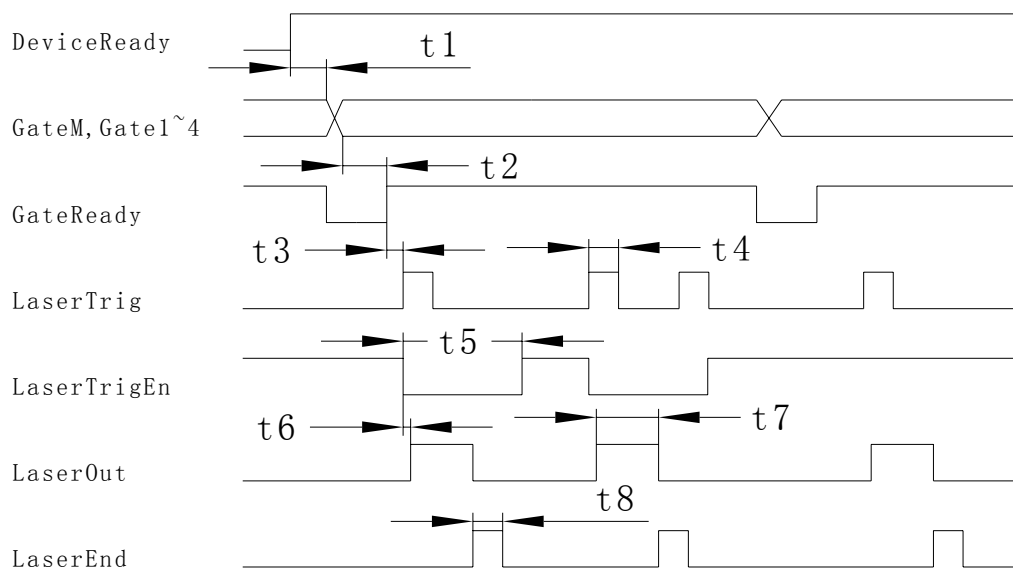 DeviceReady
t1
GateM,Gate1~4
t2
GateReady
t3
t4
LaserTrig
t5
LaserTrigEn
t6
t7
LaserOut
t8
LaserEnd